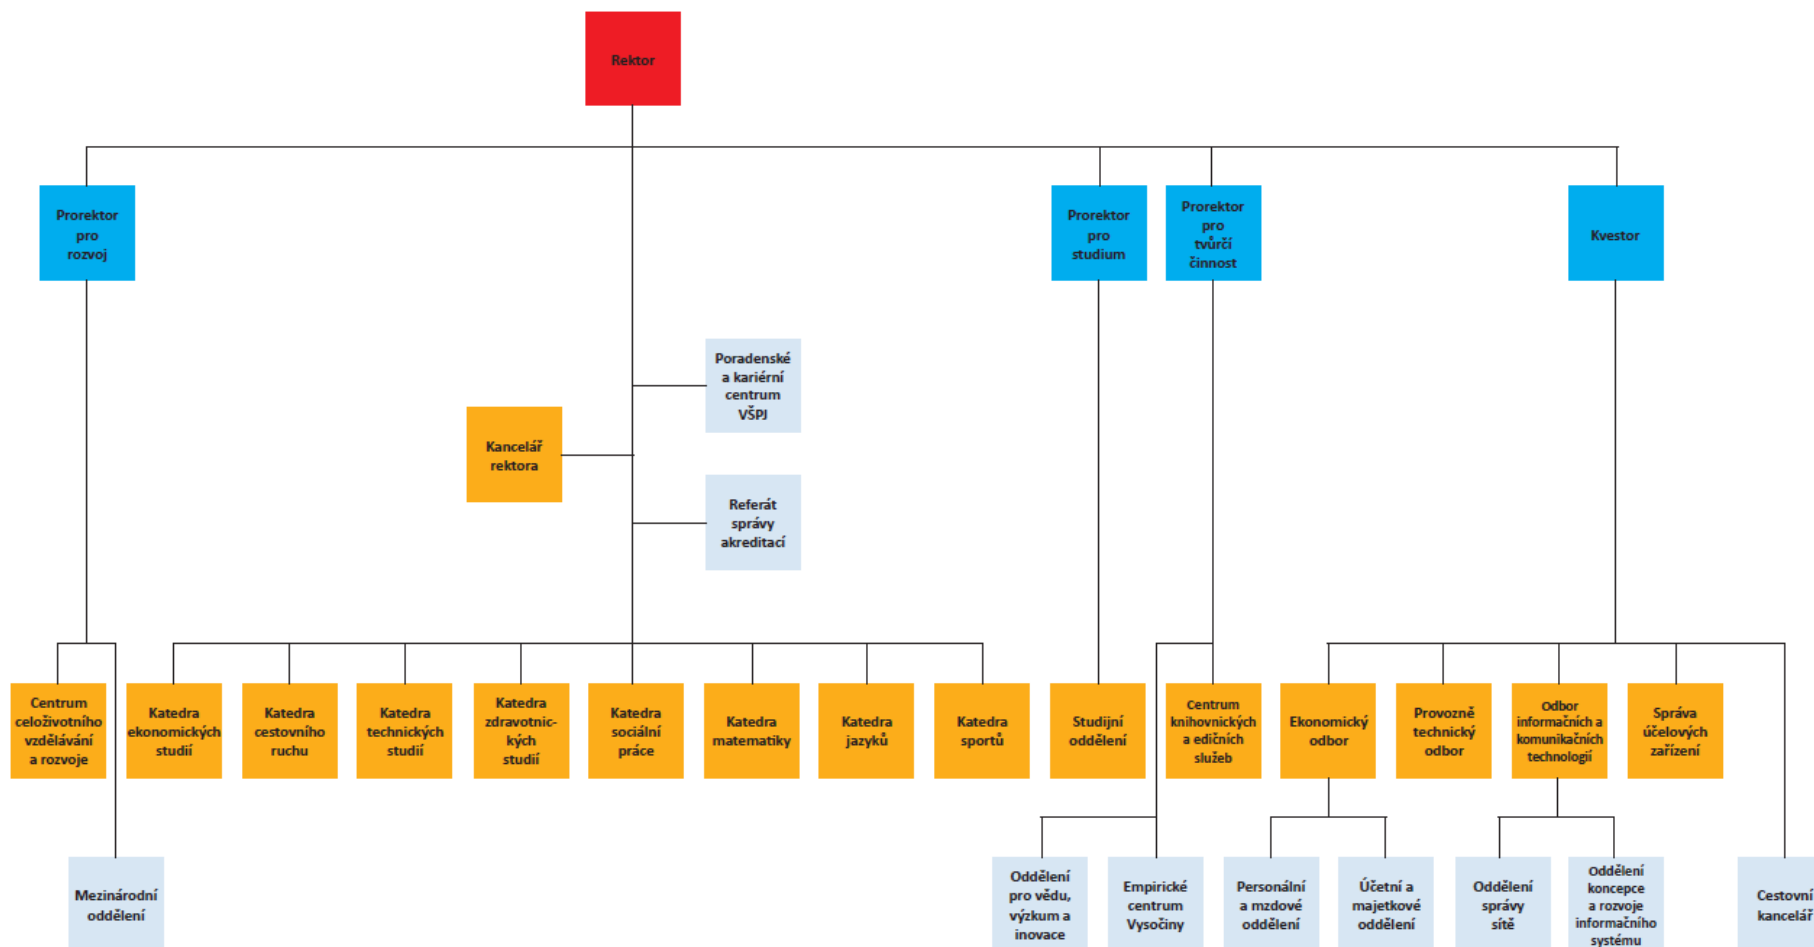 Rektor
Prorektor
pro
rozvoj
Prorektor
pro
studium
Prorektor
pro
tvůrčí
činnost
Kvestor
Poradenské
a kariérní
centrum
VŠPJ
Kancelář
rektora
Referát
správy
akreditací
Centrum
celoživotního
vzdělávání
a rozvoje
Katedra
ekonomických
studií
Katedra
cestovního
ruchu
Katedra
technických
studií
Katedra
zdravotnic-
kých
studií
Katedra
sociální
práce
Katedra
matematiky
Katedra
jazyků
Katedra
sportů
Studijní
oddělení
Centrum
knihovnických
a edičních
služeb
Ekonomický
odbor
Provozně
technický
odbor
Odbor
informačních a
komunikačních
technologií
Správa
účelových
zařízení
Mezinárodní
oddělení
Oddělení
pro vědu,
výzkum a
inovace
Empirické
centrum
Vysočiny
Personální
a mzdové
oddělení
Účetní a
majetkové
oddělení
Oddělení
správy
sítě
Oddělení
koncepce
a rozvoje
informačního
systému
Cestovní
kancelář